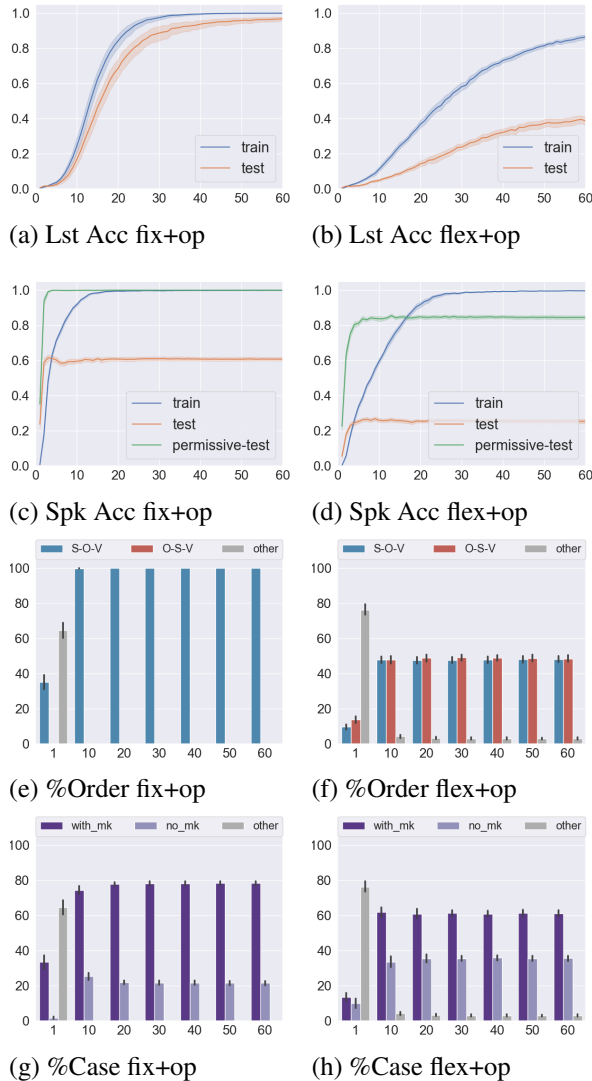 1.0 1.0
0.8 0.8
0.6 0.6
0.4 0.4
0.2 train 0.2 train
test test
0.0 0.0
0 10 20 30 40 50 60 0 10 20 30 40 50 60
(a) Lst Acc fix+op (b) Lst Acc flex+op
1.0 1.0
0.8 0.8
0.6 0.6
0.4 train 0.4 train
test test
0.2 permissive-test 0.2 permissive-test
0.0 0.0
0 10 20 30 40 50 60 0 10 20 30 40 50 60
(c) Spk Acc fix+op (d) Spk Acc flex+op
S-O-V O-S-V other S-O-V O-S-V other
100 100
80 80
60 60
40 40
20 20
0 0
1 10 20 30 40 50 60 1 10 20 30 40 50 60
(e) %Order fix+op (f) %Order flex+op
with_mk no_mk other with_mk no_mk other
100 100
80 80
60 60
40 40
20 20
0 0
1 10 20 30 40 50 60 1 10 20 30 40 50 60
(g) %Case fix+op (h) %Case flex+op